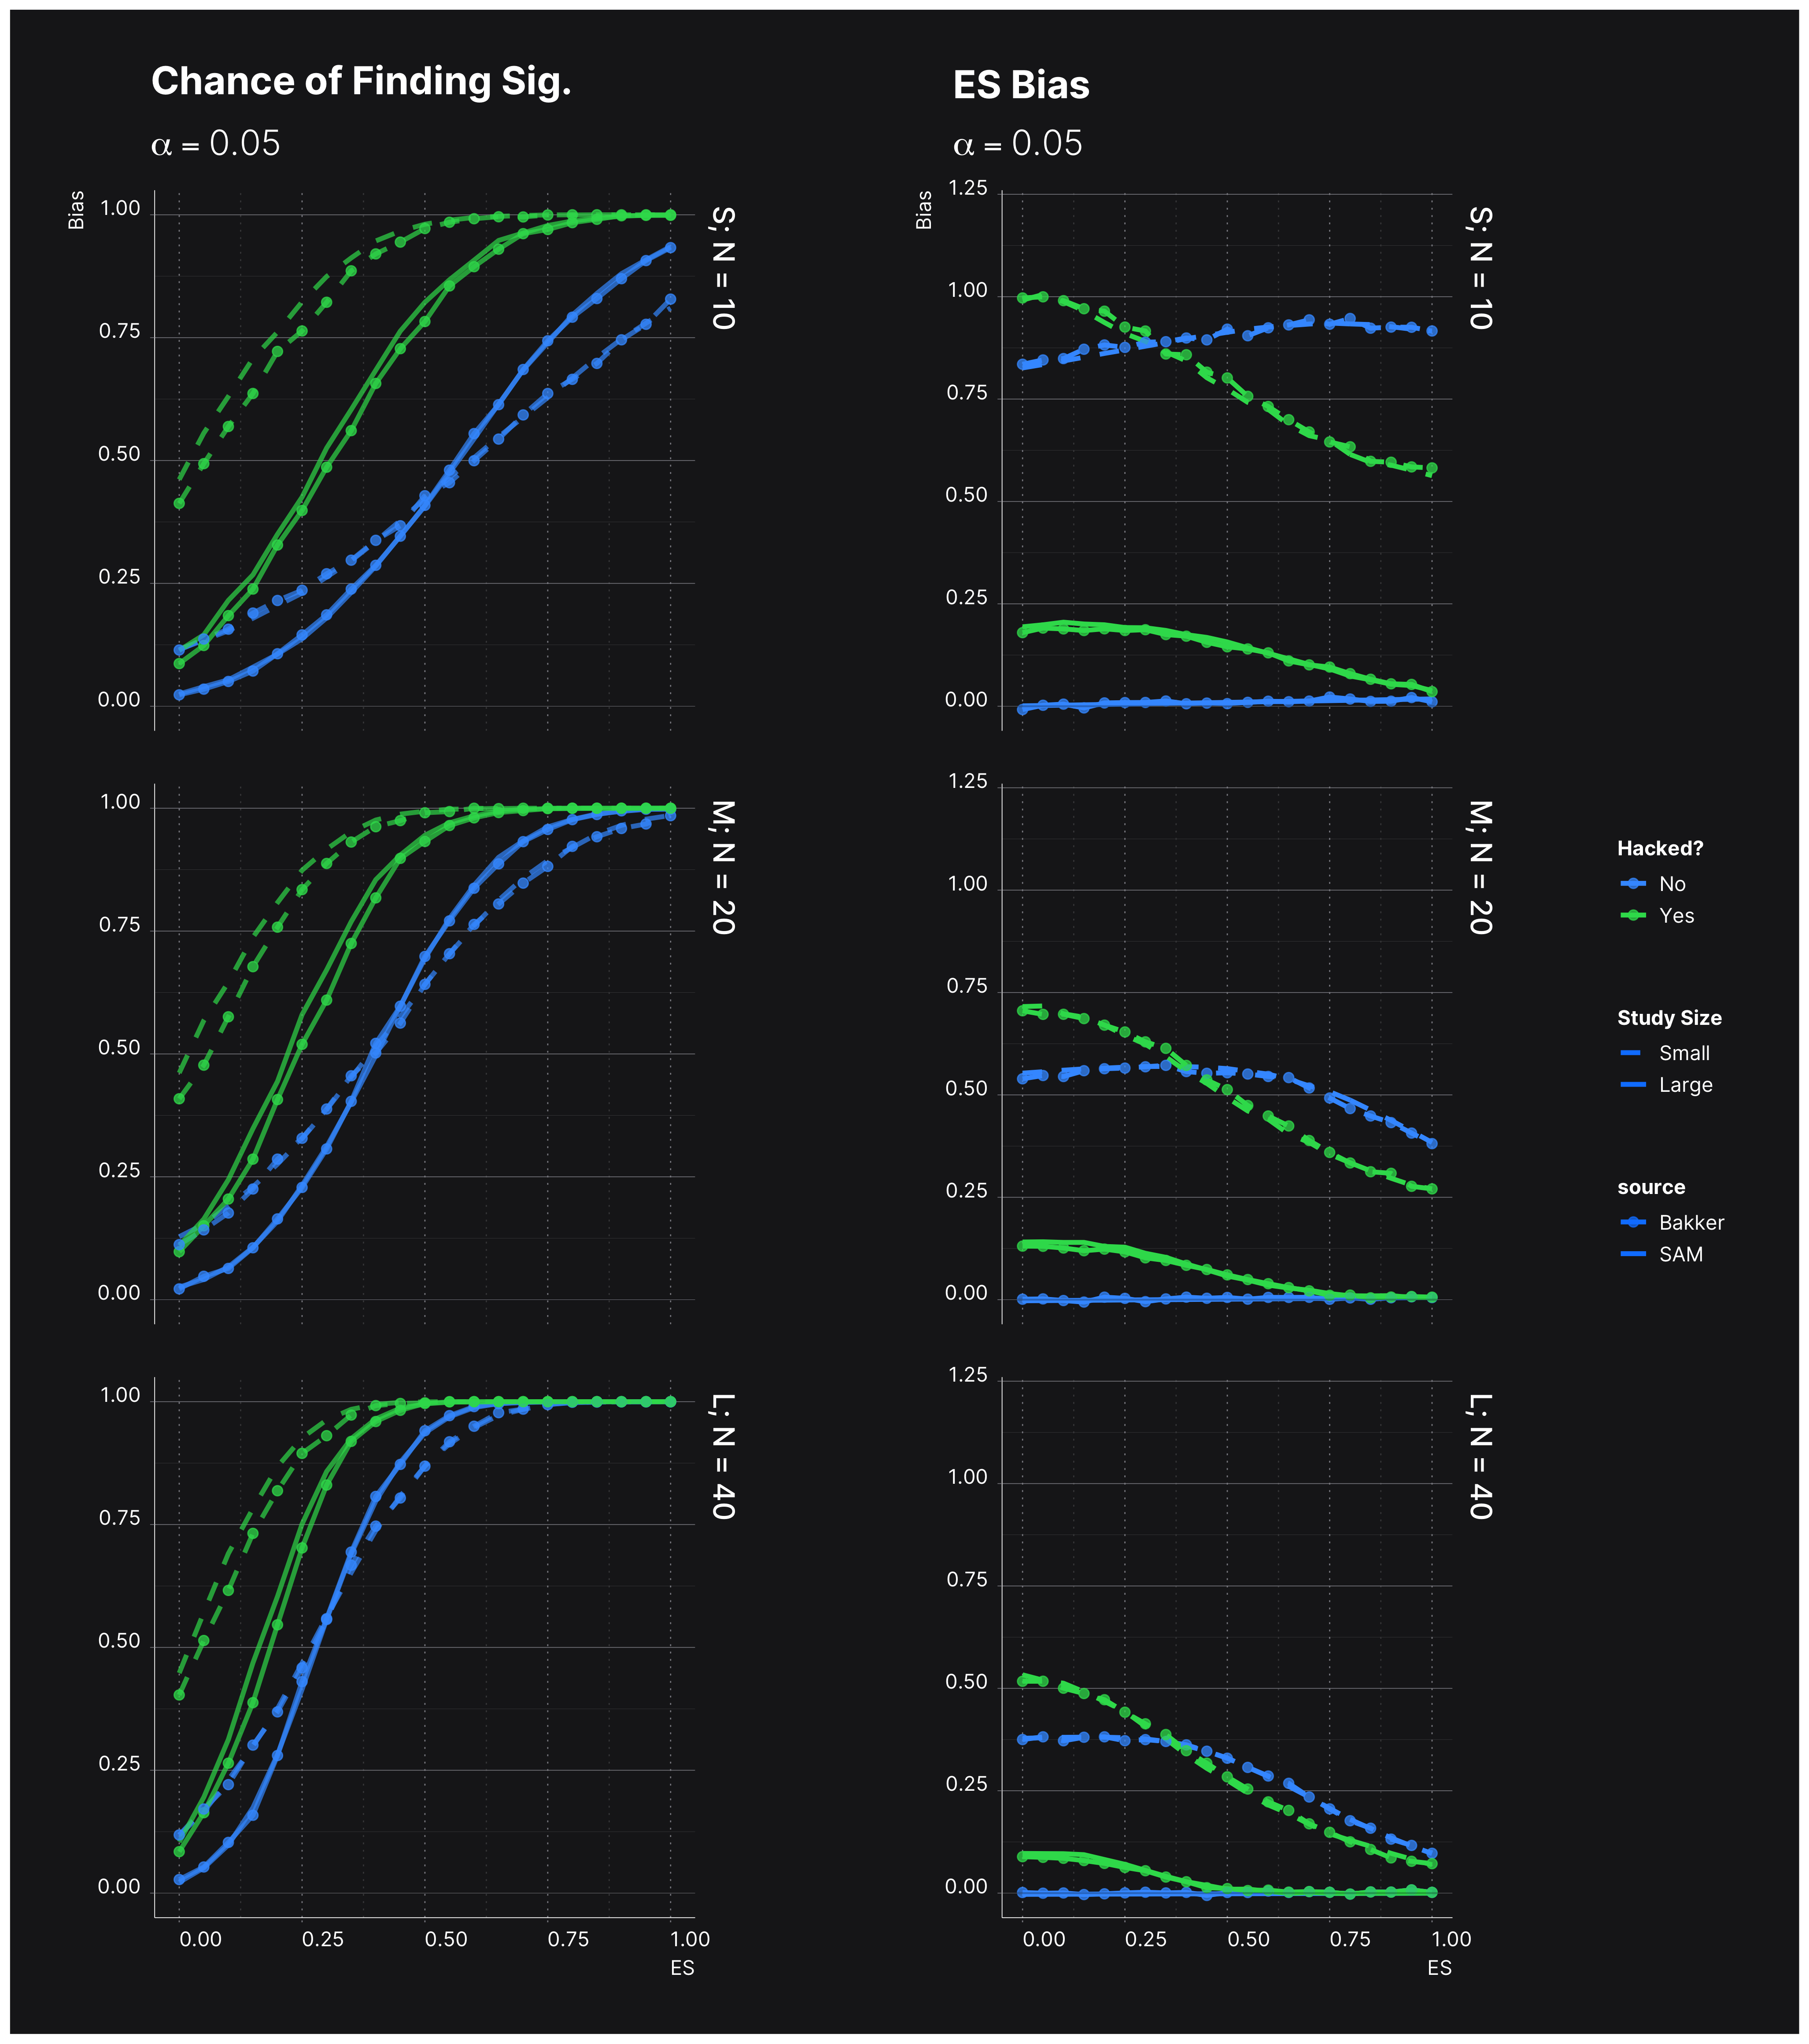 Chance of Finding Sig.
α = 0.05
Bias
1.00
0.75
0.50
0.25
0.00
S; N = 10
1.00
0.75
0.50
0.25
0.00
M; N = 20
1.00
0.75
0.50
0.25
0.00
L; N = 40
0.00 0.25 0.50 0.75 1.00
ES
ES Bias
α = 0.05
Bias
1.25
1.00
0.75
0.50
0.25
0.00
S; N = 10
1.25
1.00
0.75
0.50
0.25
0.00
M; N = 20
1.25
1.00
0.75
0.50
0.25
0.00
L; N = 40
0.00 0.25 0.50 0.75 1.00
ES
Hacked?
No
Yes
Study Size
Small
Large
source
Bakker
SAM